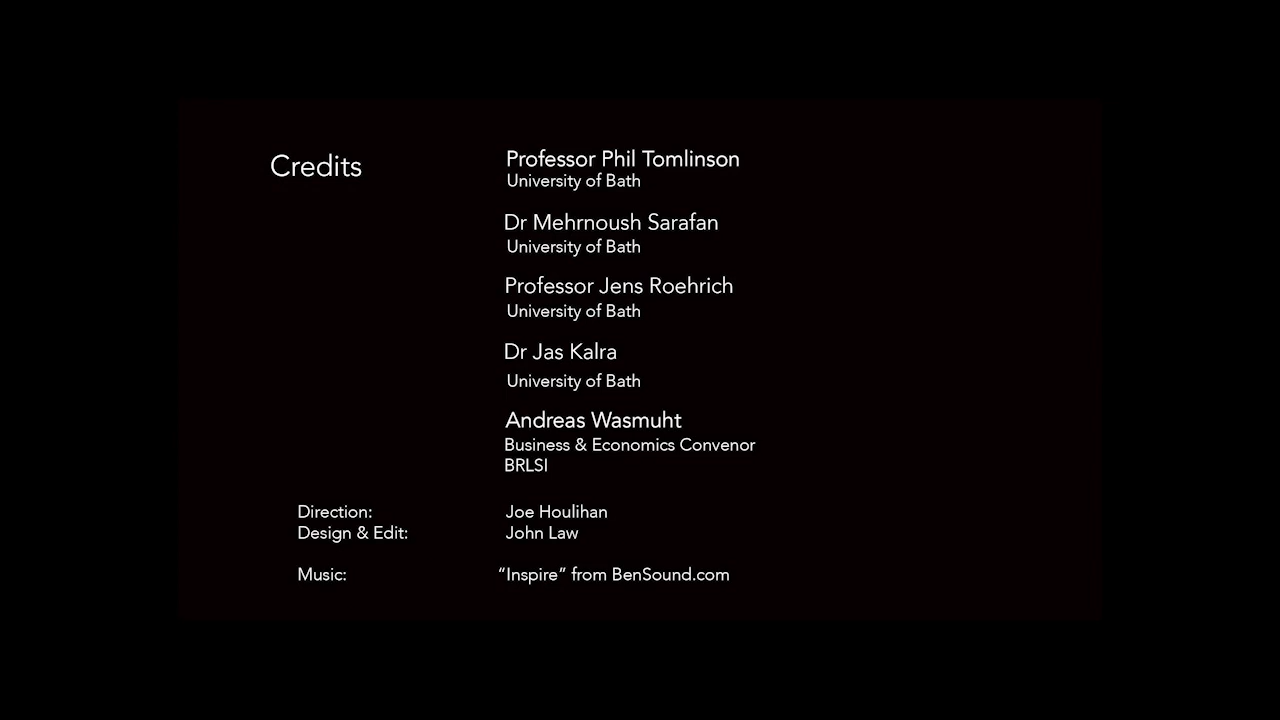 Credits
Professor Phil Tomlinson
University of Bath
Dr Mehrnoush Sarafan
University of Bath
Professor Jens Roehrich
University of Bath
Dr Jas Kalra
University of Bath
Andreas Wasmuht
Business & Economics Convenor
BRLSI
Direction: Joe Houlihan
Design & Edit: John Law
Music: “Inspire” from BenSound.com